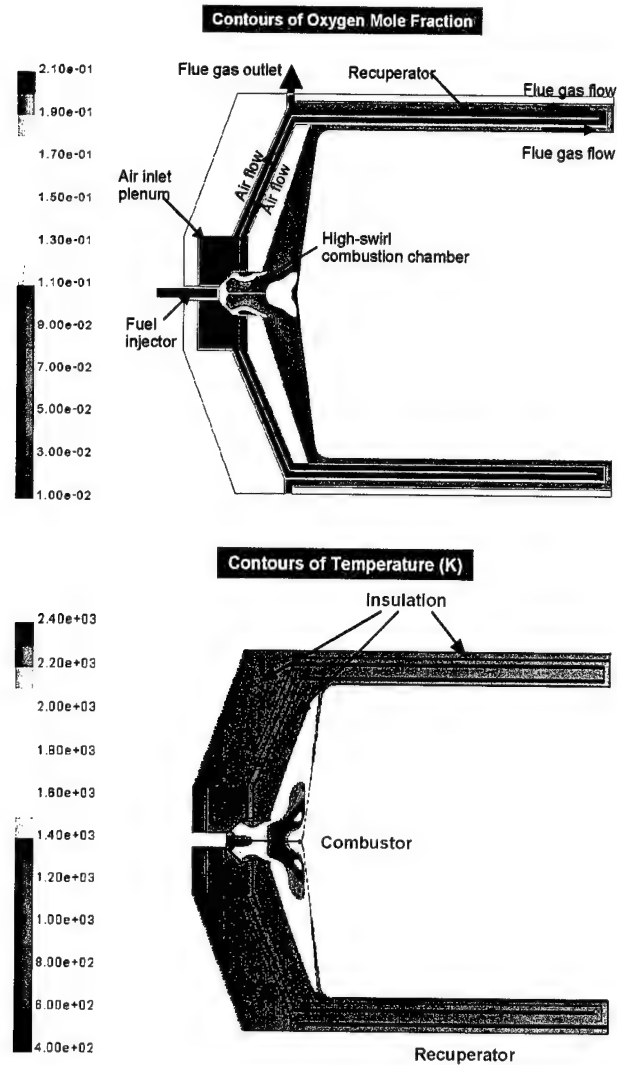 Contours of Oxygen Mole Fraction
2.10e-01
1.90e-01
1.70e-01
1.50e-01
1.30e-01
1.10e-01
9.00e-02
7.00e-02
5.00e-02
3.00e-02
1.00e-02
Flue gas outlet
Recuperator
Flue gas flow
Flue gas flow
Air flow
Air flow
Air inlet
plenum
High-swirl
combustion chamber
Fuel
injector
Contours of Temperature (K)
2.40e+03
2.20e+03
2.00e+03
1.80e+03
1.60e+03
1.40e+03
1.20e+03
1.00e+03
8.00e+02
6.00e+02
4.00e+02
Insulation
Combustor
Recuperator